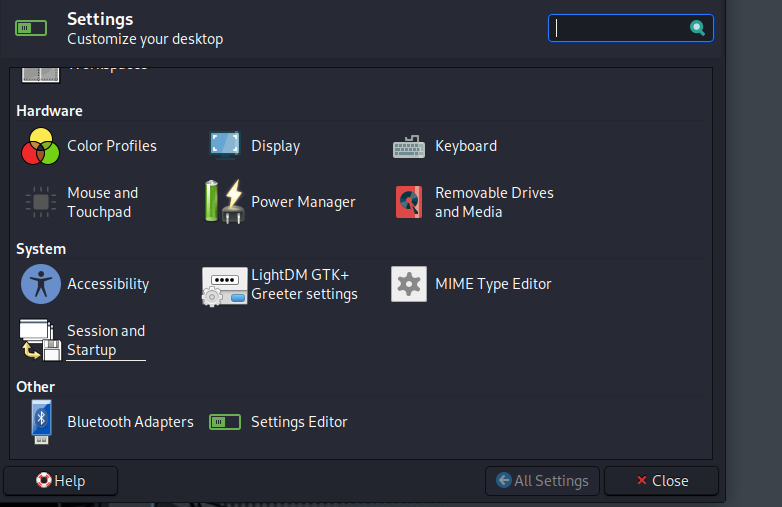 Settings
Customize your desktop
Workspaces
Hardware
Color Profiles
Display
Keyboard
Mouse and
Touchpad
Power Manager
Removable Drives
and Media
System
Accessibility
LightDM GTK+
Greeter settings
MIME Type Editor
Session and
Startup
Other
Bluetooth Adapters
Settings Editor
Help
All Settings
Close